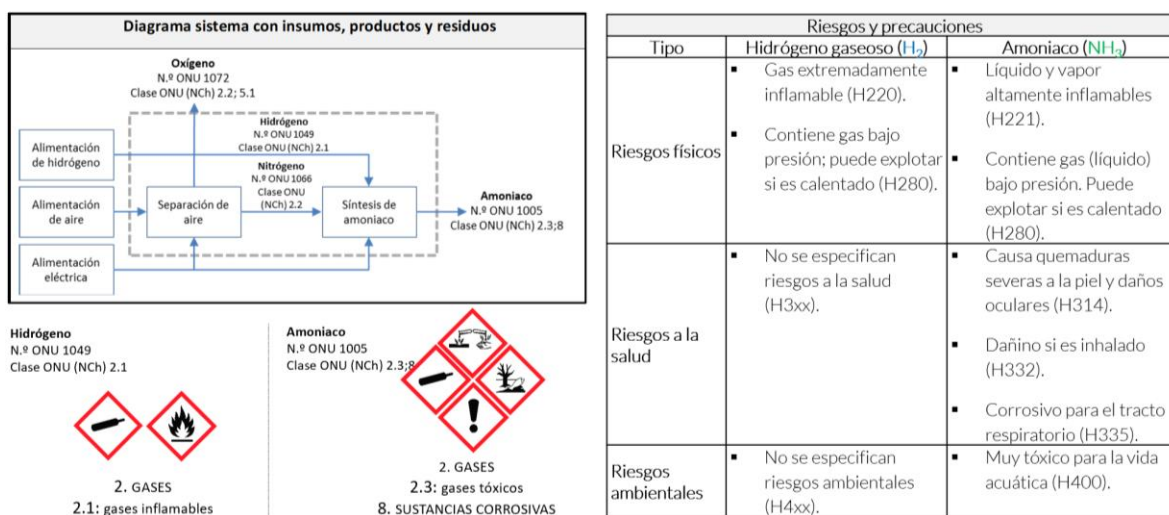 Diagrama sistema con insumos, productos y residuos
Oxígeno
N.º ONU 1072
Clase ONU (NCh) 2.2; 5.1
Alimentación
de hidrógeno
Hidrógeno
N.º ONU 1049
Clase ONU (NCh) 2.1
Nitrógeno
N.º ONU 1066
Clase ONU
(NCh) 2.2
Alimentación
de aire
Separación de
aire
Síntesis de
amoniaco
Amoniaco
N.º ONU 1005
Clase ONU (NCh) 2.3;8
Alimentación
eléctrica
Hidrógeno
N.º ONU 1049
Clase ONU (NCh) 2.1
2. GASES
2.1: gases inflamables
Amoniaco
N.º ONU 1005
Clase ONU (NCh) 2.3;8
2. GASES
2.3: gases tóxicos
8. SUSTANCIAS CORROSIVAS
Riesgos y precauciones
Tipo
Hidrógeno gaseoso (H2)
Amoniaco (NH3)
Riesgos físicos
▪ Gas extremadamente
inflamable (H220).
▪ Contiene gas bajo
presión; puede explotar
si es calentado (H280).
▪ Líquido y vapor
altamente inflamables
(H221).
▪ Contiene gas (líquido)
bajo presión. Puede
explotar si es calentado
(H280).
Riesgos a la
salud
▪ No se especifican
riesgos a la salud
(H3xx).
▪ Causa quemaduras
severas a la piel y daños
oculares (H314).
▪ Dañino si es inhalado
(H332).
▪ Corrosivo para el tracto
respiratorio (H335).
Riesgos
ambientales
▪ No se especifican
riesgos ambientales
(H4xx).
▪ Muy tóxico para la vida
acuática (H400).